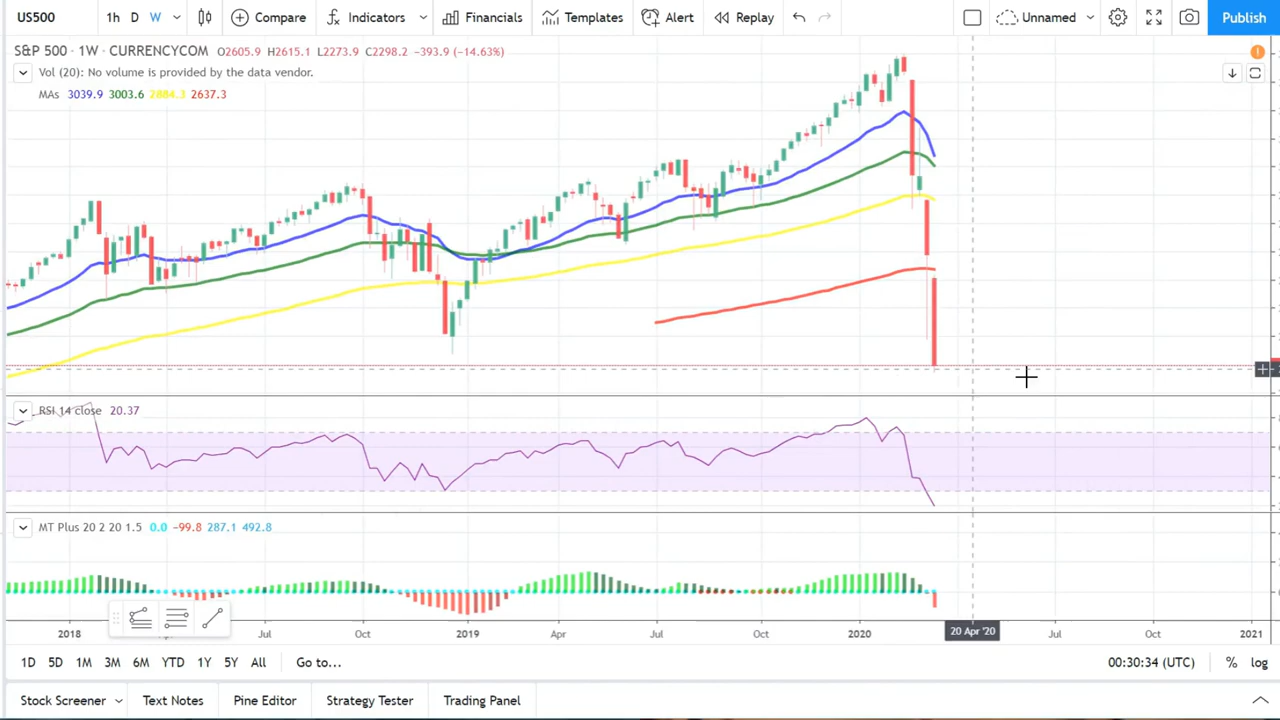 US500 1h D W Compare Indicators Financials Templates Alert Replay Unnamed Publish
S&P 500 · 1W · CURRENCYCOM O2605.9 H2615.1 L2273.9 C2298.2 −393.9 (−14.63%)
Vol (20): No volume is provided by the data vendor.
MAs 3039.9 3003.6 2884.3 2637.3
RSI 14 close 20.37
MT Plus 20 2 20 1.5 0.0 −99.8 287.1 492.8
2018 Jul Oct 2019 Apr Jul Oct 2020 20 Apr '20 Jul Oct 2021
1D 5D 1M 3M 6M YTD 1Y 5Y All Go to... 00:30:34 (UTC) % log
Stock Screener Text Notes Pine Editor Strategy Tester Trading Panel